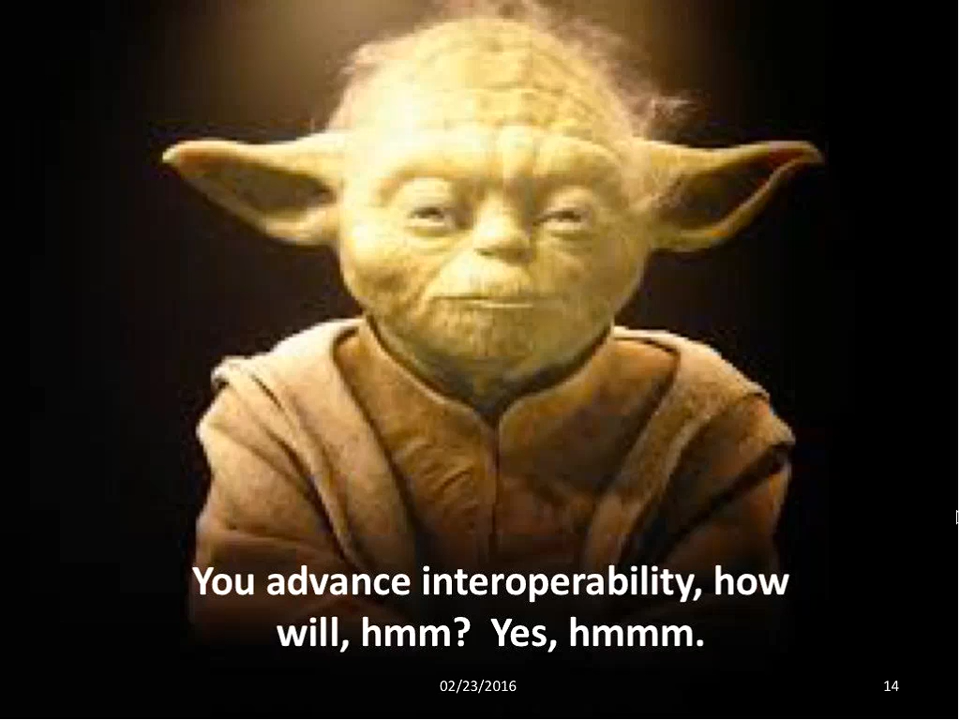 You advance interoperability, how
will, hmm?  Yes, hmmm.
02/23/2016
14